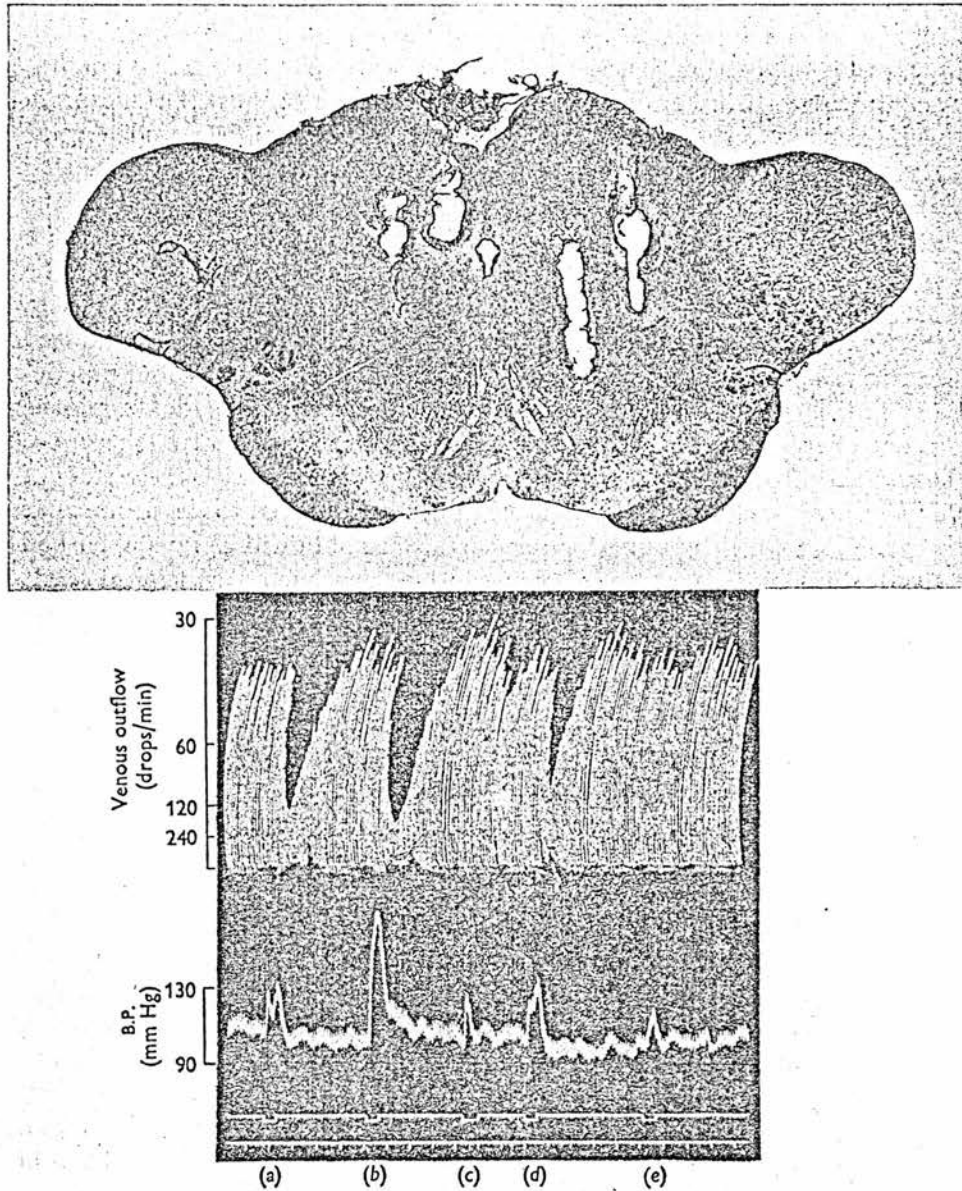 30
Venous outflow
(drops/min)
60
120
240
130
B.P.
(mm Hg)
90
(a) (b) (c) (d) (e)